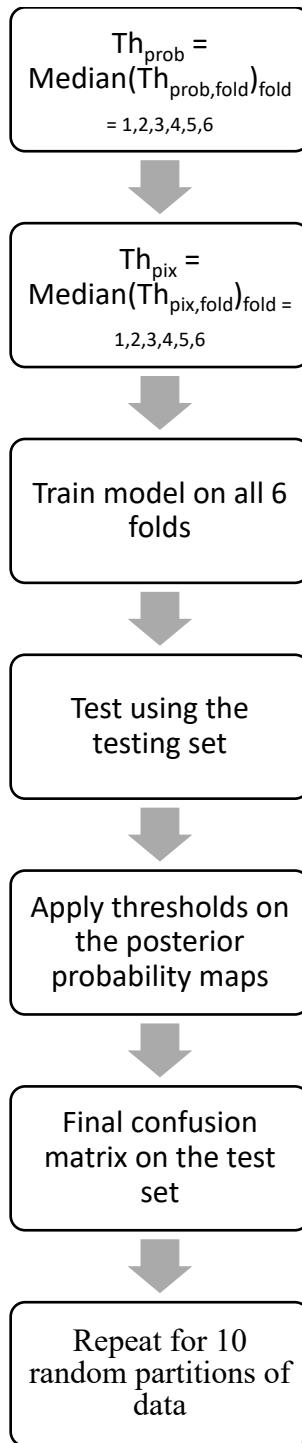 Th_prob =
Median(Th_prob,fold)_fold
= 1,2,3,4,5,6
Th_pix =
Median(Th_pix,fold)_fold =
1,2,3,4,5,6
Train model on all 6
folds
Test using the
testing set
Apply thresholds on
the posterior
probability maps
Final confusion
matrix on the test
set
Repeat for 10
random partitions of
data